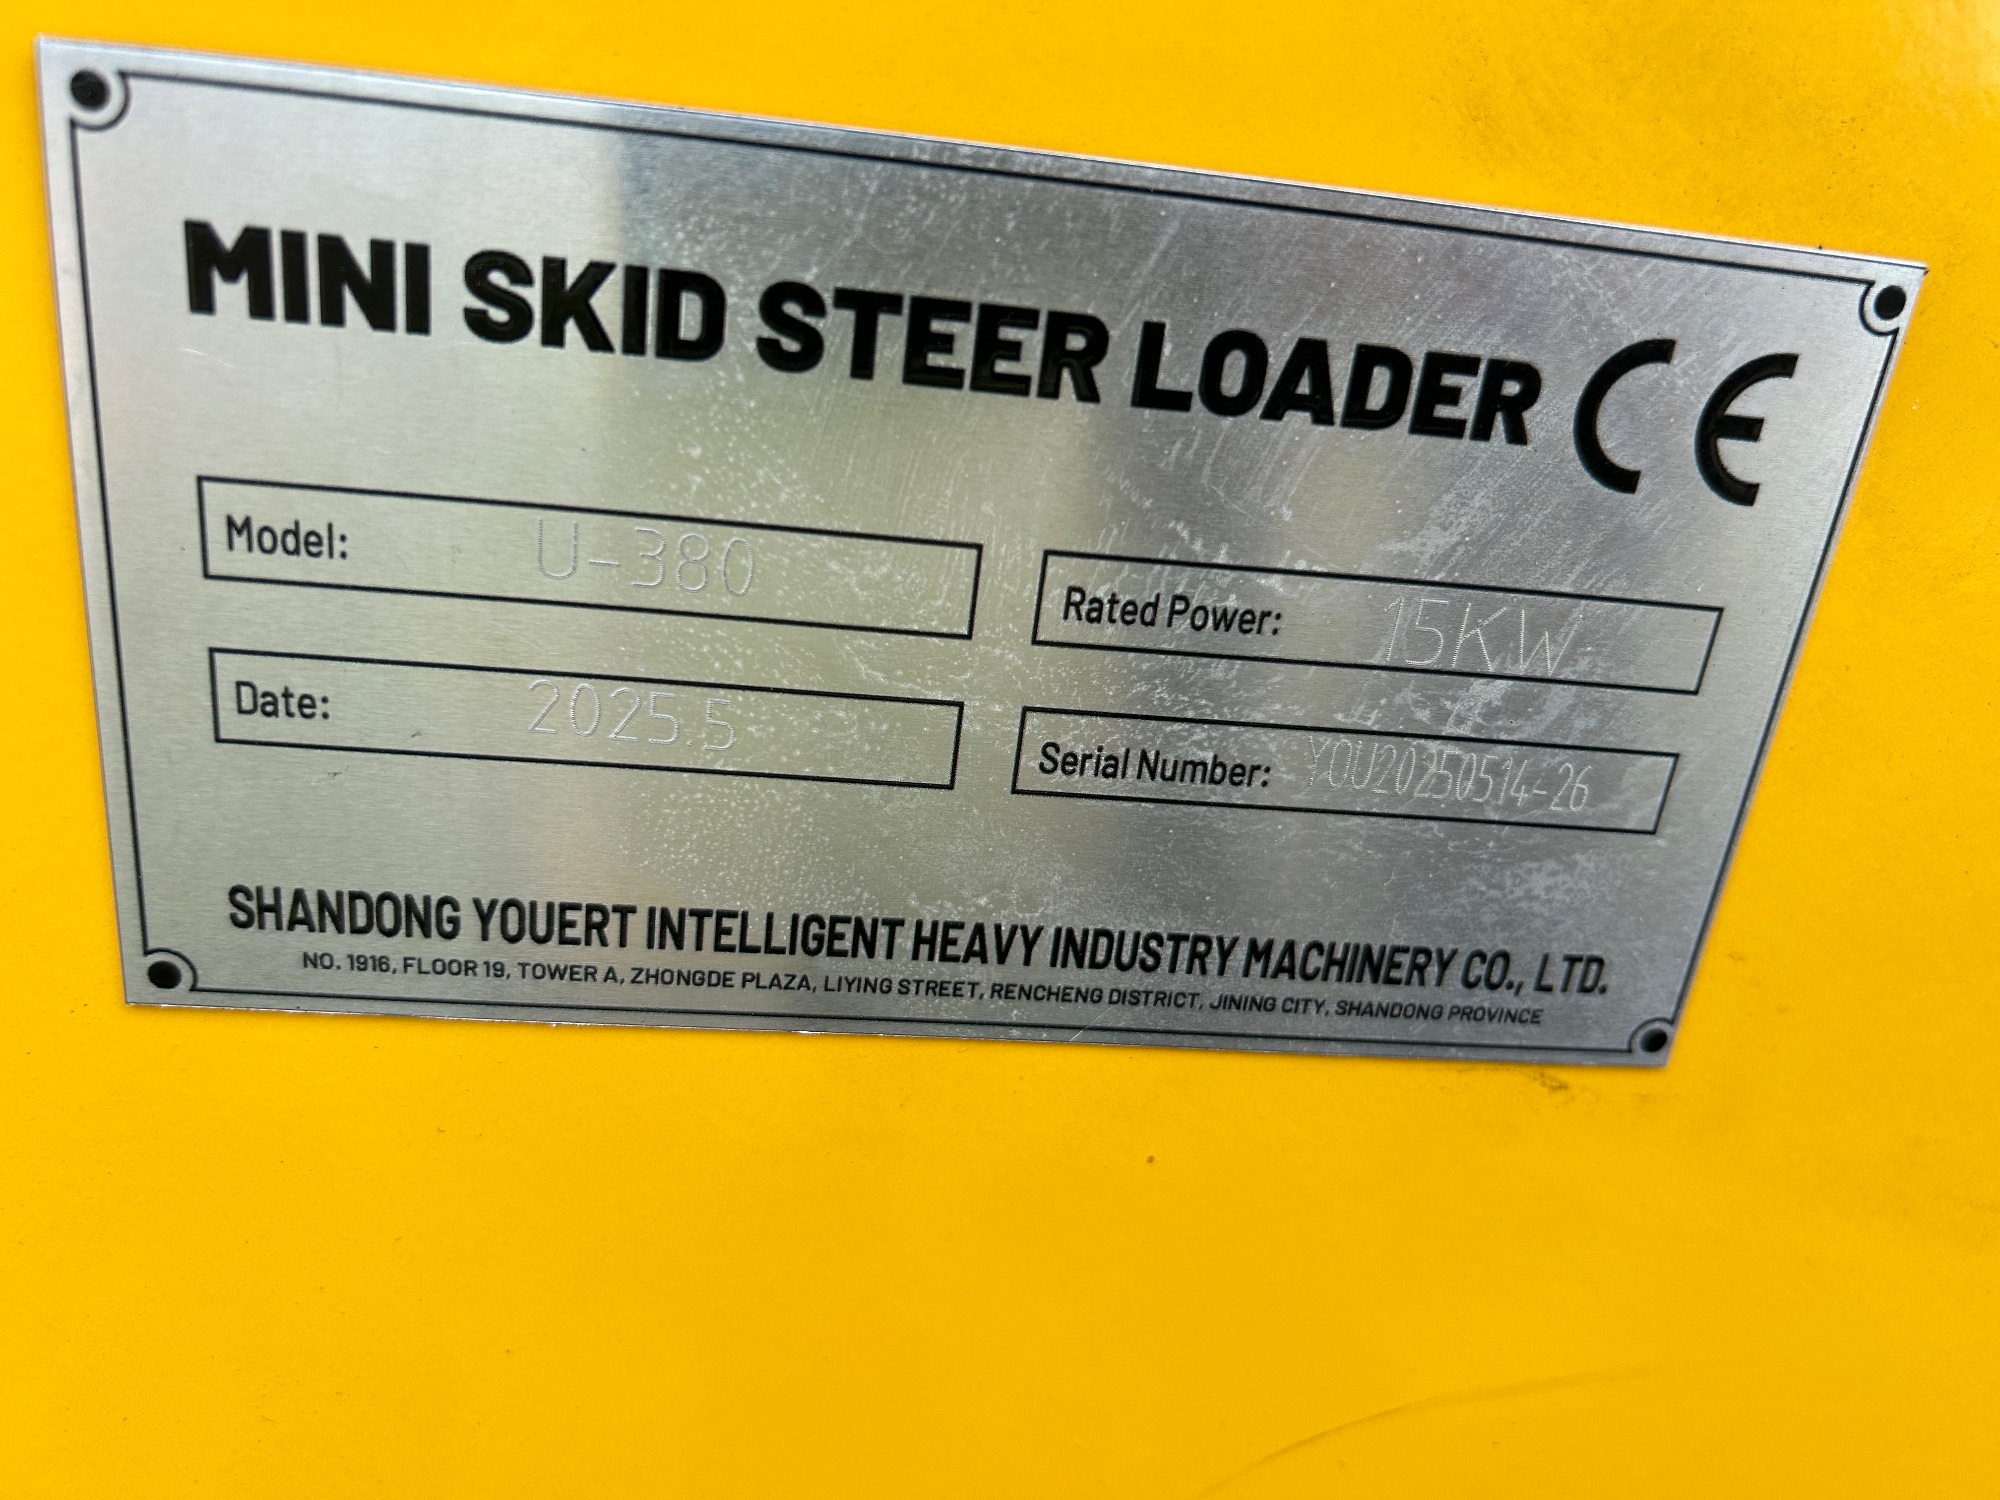 MINI SKID STEER LOADER CE
Model: U-380
Rated Power: 15KW
Date: 2025.5
Serial Number: YOU20250514-26
SHANDONG YOUERT INTELLIGENT HEAVY INDUSTRY MACHINERY CO., LTD.
NO. 1916, FLOOR 19, TOWER A, ZHONGDE PLAZA, LIYING STREET, RENCHENG DISTRICT, JINING CITY, SHANDONG PROVINCE